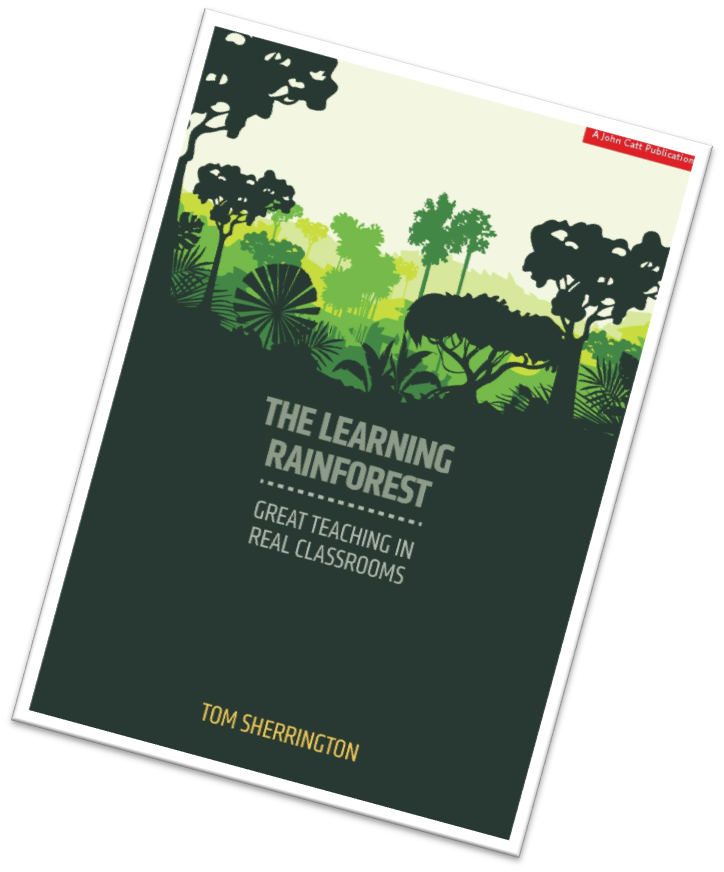 A John Catt Publication
THE LEARNING
RAINFOREST
GREAT TEACHING IN
REAL CLASSROOMS
TOM SHERRINGTON